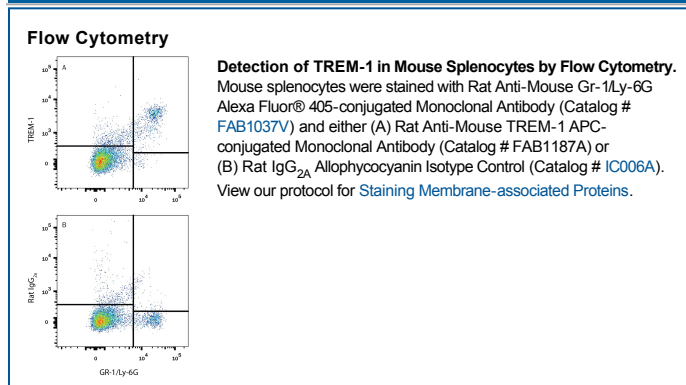 Flow Cytometry
Detection of TREM-1 in Mouse Splenocytes by Flow Cytometry.
Mouse splenocytes were stained with Rat Anti-Mouse Gr-1/Ly-6G
Alexa Fluor® 405-conjugated Monoclonal Antibody (Catalog #
FAB1037V) and either (A) Rat Anti-Mouse TREM-1 APC-
conjugated Monoclonal Antibody (Catalog # FAB1187A) or
(B) Rat IgG2A Allophycocyanin Isotype Control (Catalog # IC006A).
View our protocol for Staining Membrane-associated Proteins.
A
TREM-1
10⁵
10⁴
10³
0
0
10⁴
10⁵
B
Rat IgG2a
10⁵
10⁴
10³
0
0
10⁴
10⁵
GR-1/Ly-6G